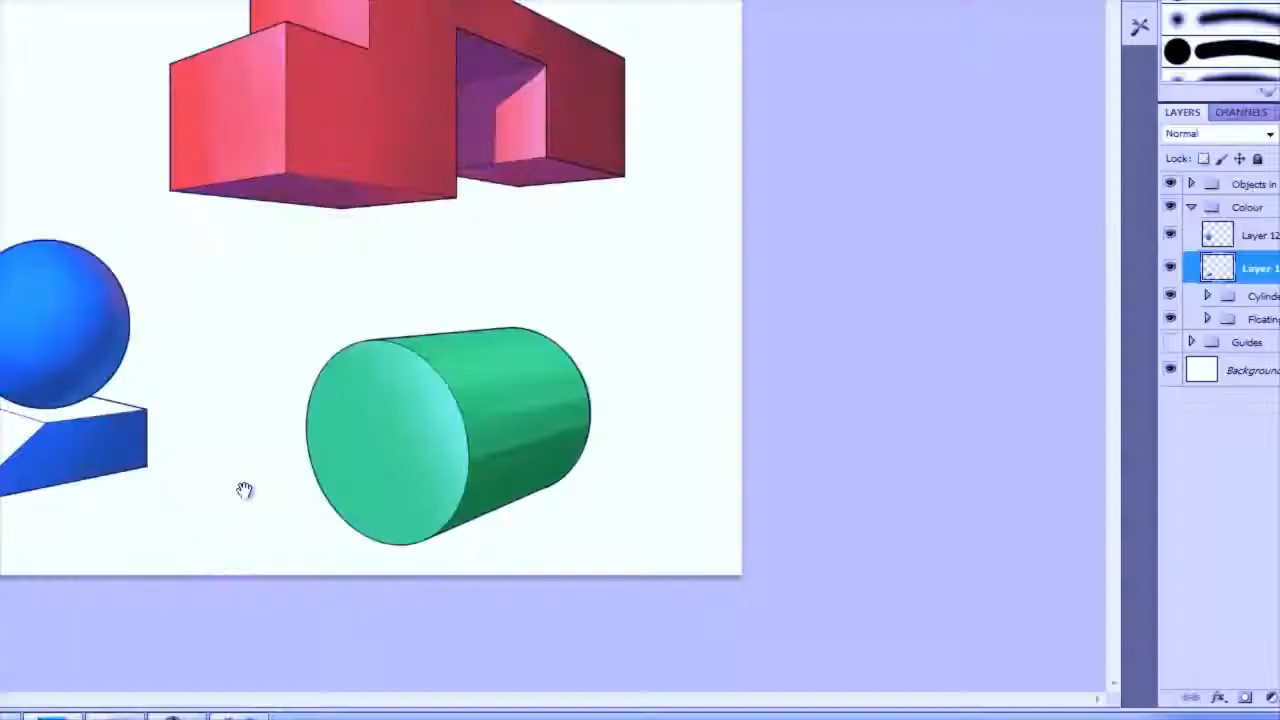 LAYERS CHANNELS
Normal
Lock:
Objects in
Colour
Layer 12
Layer 1
Cylinde
Floating
Guides
Background